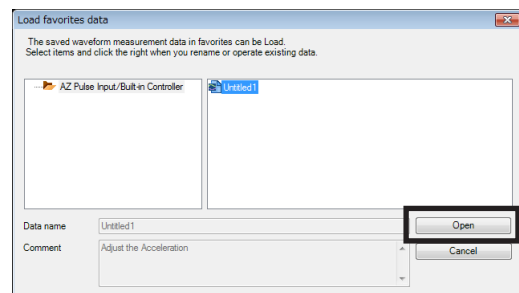 Load favorites data
The saved waveform measurement data in favorites can be Load.
Select items and click the right when you rename or operate existing data.
AZ Pulse Input/Built-in Controller
Untitled1
Data name
Untitled1
Open
Comment
Adjust the Acceleration
Cancel